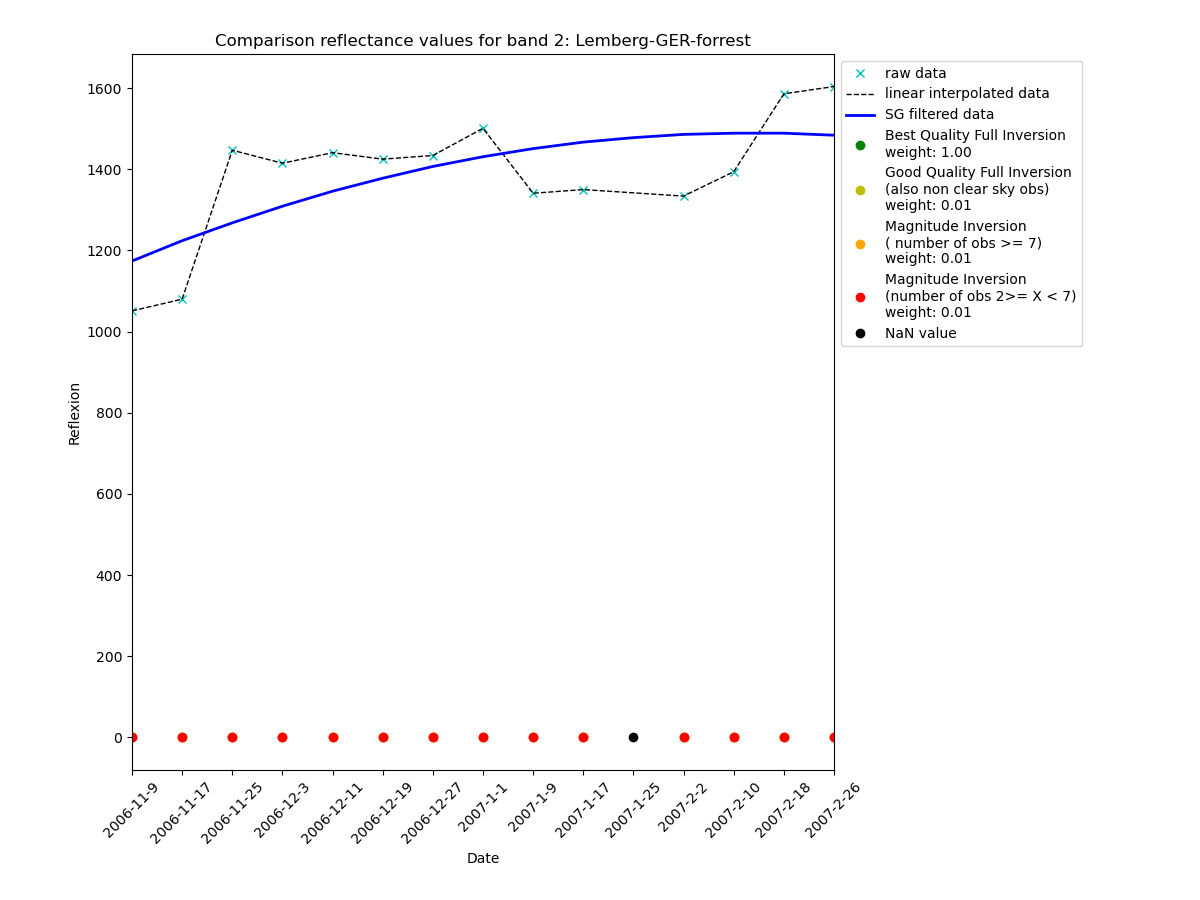 Comparison reflectance values for band 2: Lemberg-GER-forrest
1600
1400
1200
1000
800
600
400
200
0
Reflexion
2006-11-9
2006-11-17
2006-11-25
2006-12-3
2006-12-11
2006-12-19
2006-12-27
2007-1-1
2007-1-9
2007-1-17
2007-1-25
2007-2-2
2007-2-10
2007-2-18
2007-2-26
Date
raw data
linear interpolated data
SG filtered data
Best Quality Full Inversion
weight: 1.00
Good Quality Full Inversion
(also non clear sky obs)
weight: 0.01
Magnitude Inversion
( number of obs >= 7)
weight: 0.01
Magnitude Inversion
(number of obs 2>= X < 7)
weight: 0.01
NaN value